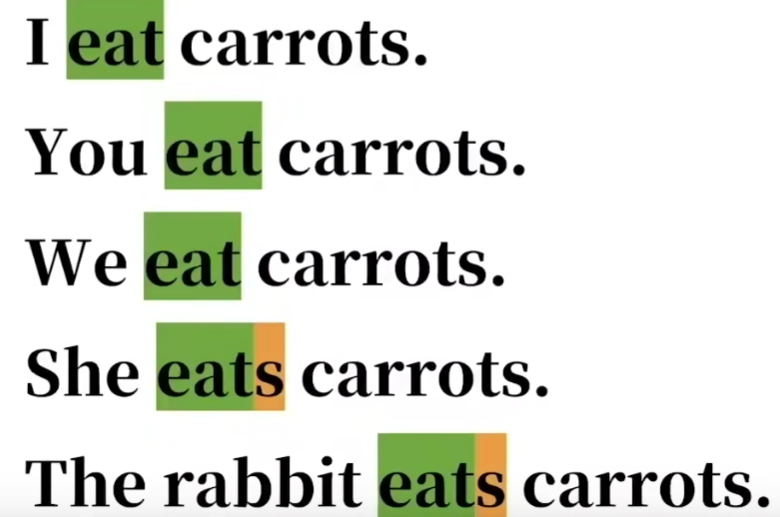 I eat carrots.
You eat carrots.
We eat carrots.
She eats carrots.
The rabbit eats carrots.